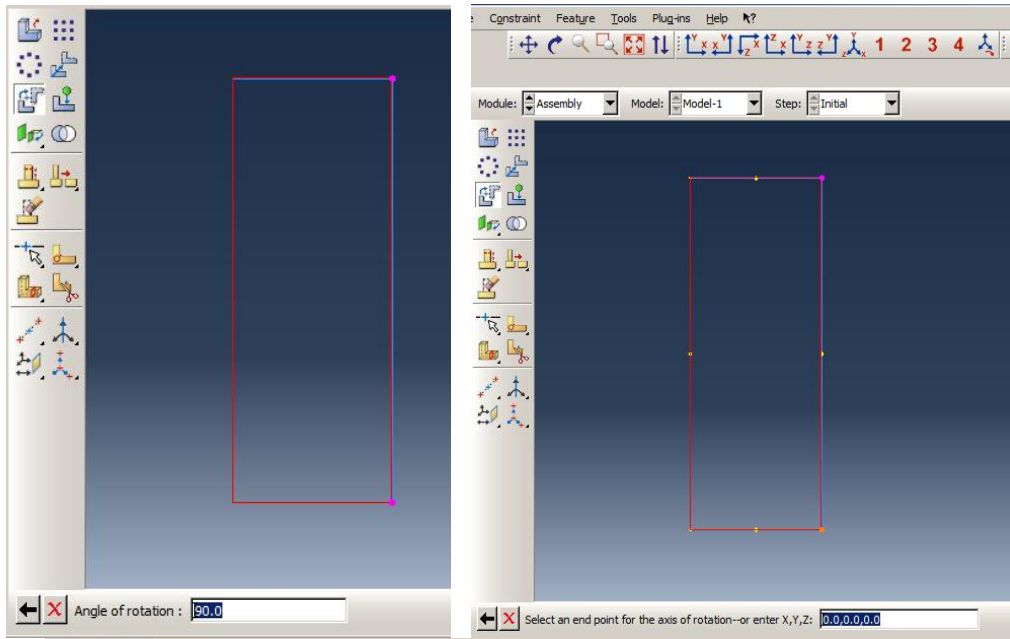 Constraint Feature Tools Plug-ins Help
1 2 3 4
Module: Assembly Model: Model-1 Step: Initial
Angle of rotation : 90.0
Select an end point for the axis of rotation--or enter X,Y,Z: 0.0,0.0,0.0